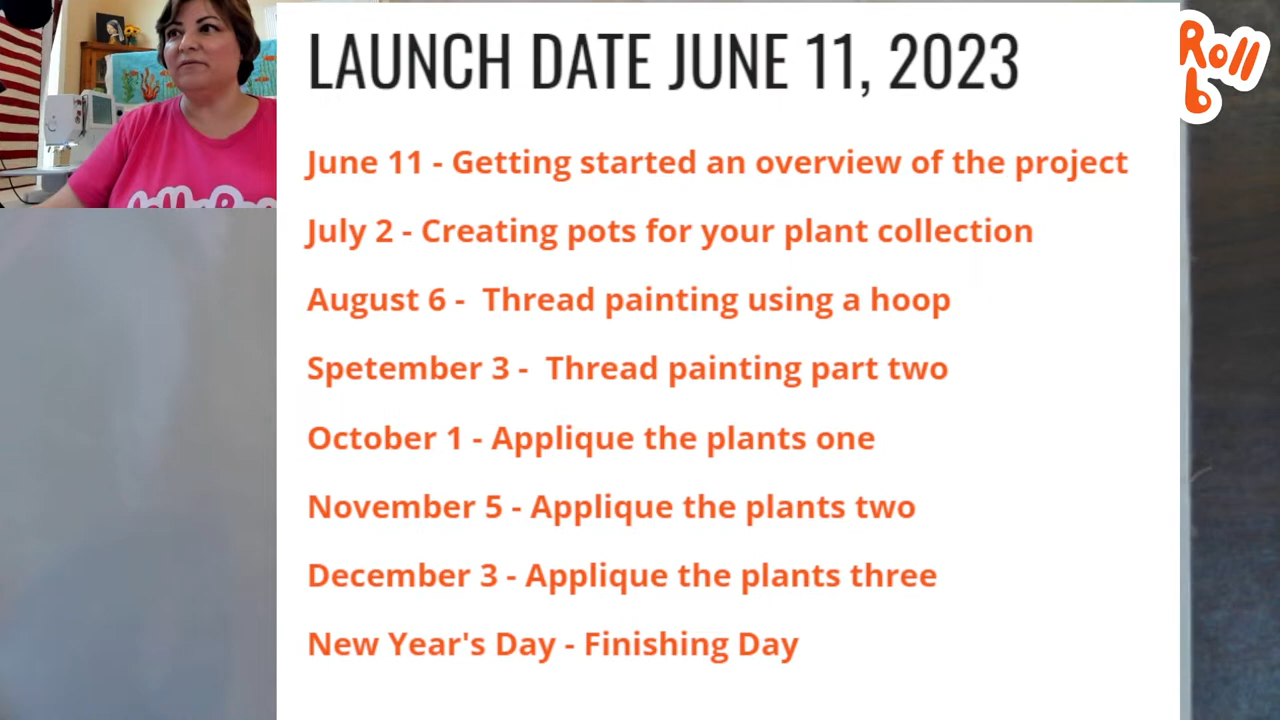 LAUNCH DATE JUNE 11, 2023
June 11 - Getting started an overview of the project
July 2 - Creating pots for your plant collection
August 6 - Thread painting using a hoop
Spetember 3 - Thread painting part two
October 1 - Applique the plants one
November 5 - Applique the plants two
December 3 - Applique the plants three
New Year's Day - Finishing Day
Roll
b